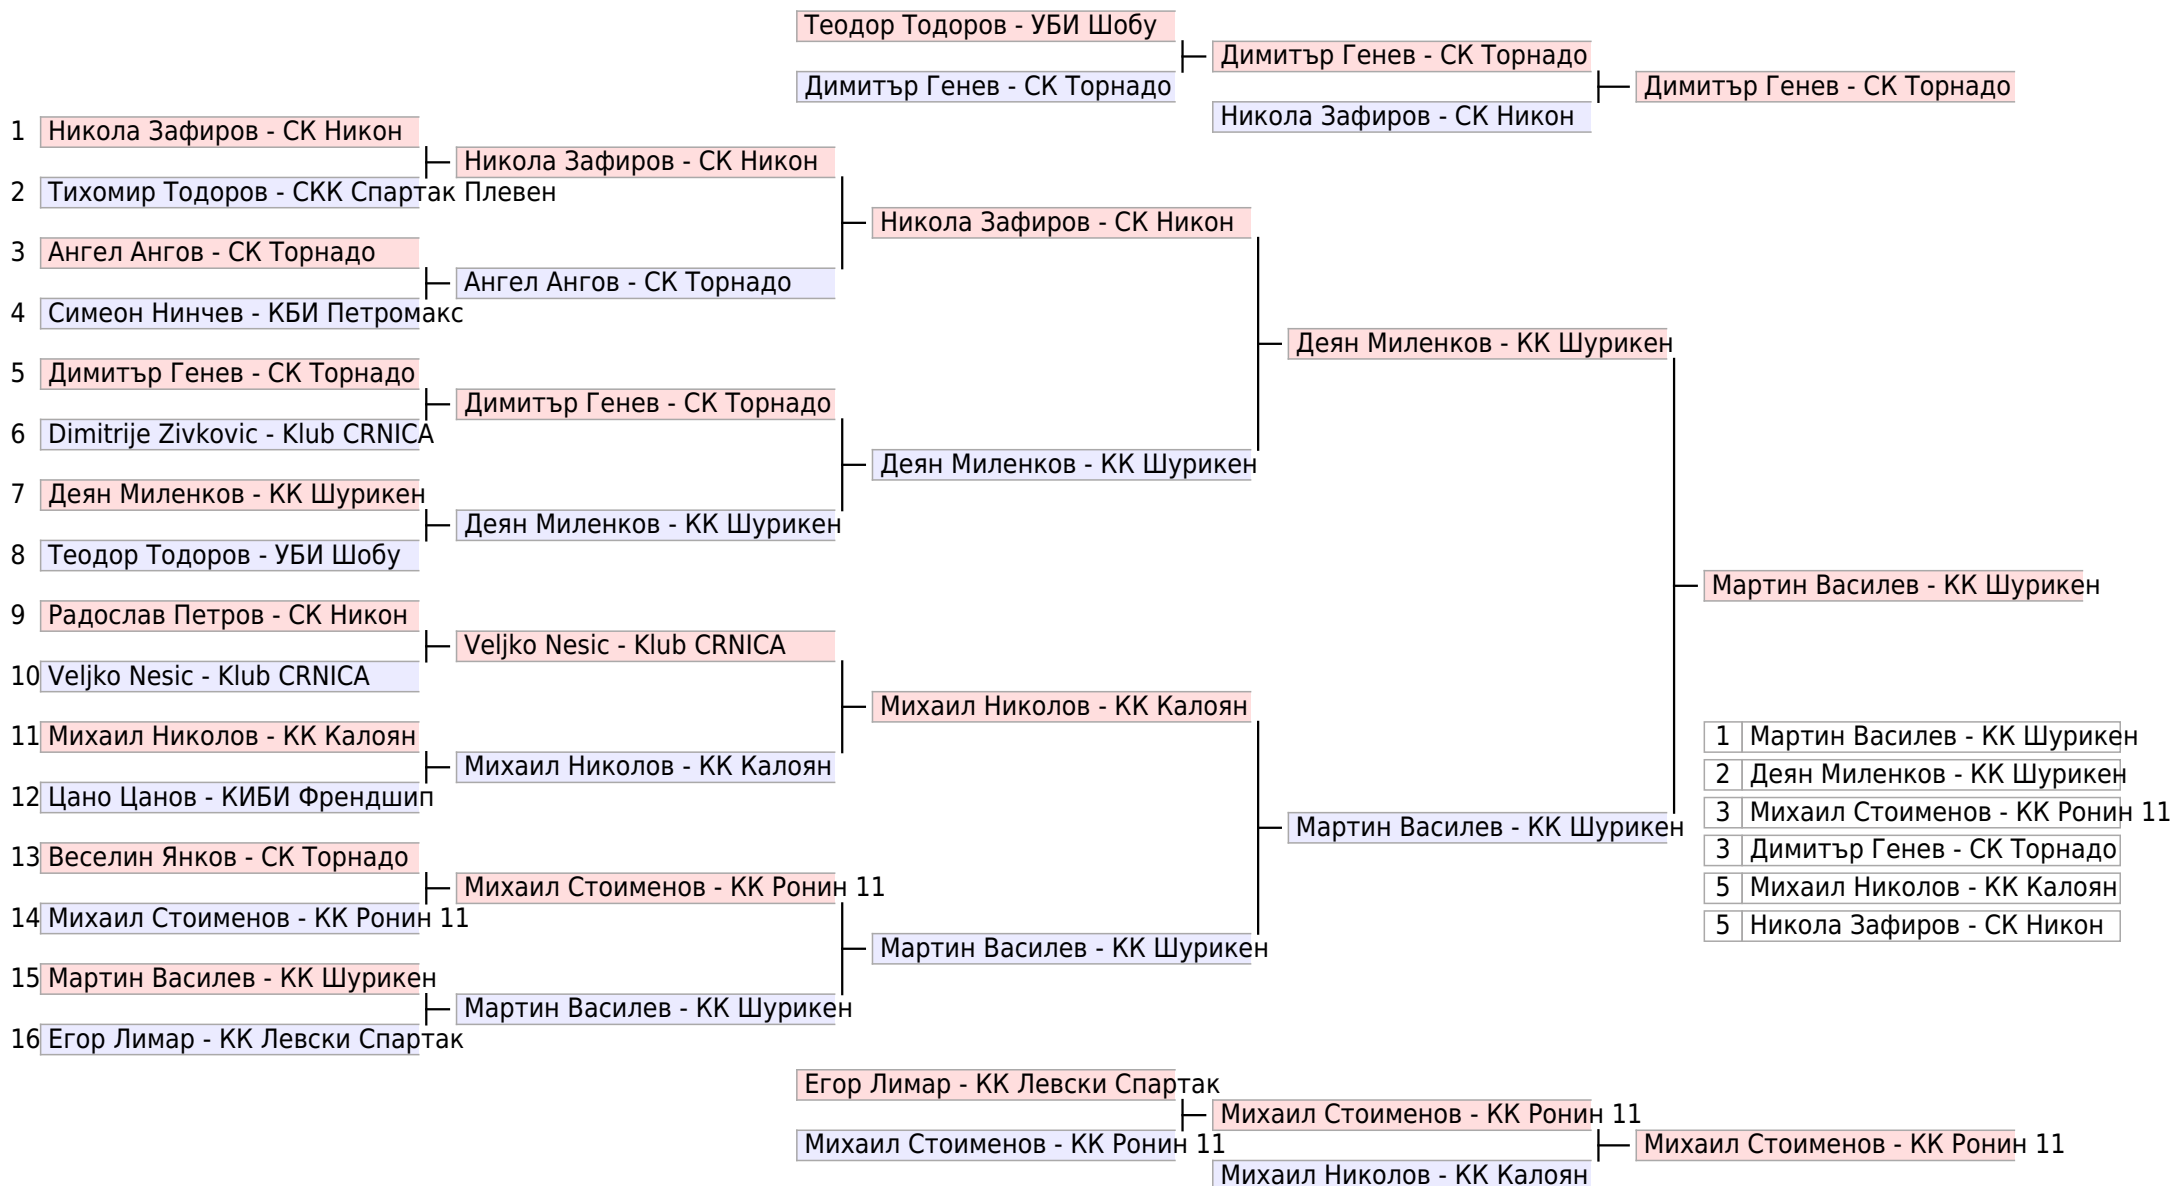 Теодор Тодоров - УБИ Шобу
Димитър Генев - СК Торнадо
Димитър Генев - СК Торнадо
Димитър Генев - СК Торнадо
Никола Зафиров - СК Никон
1 Никола Зафиров - СК Никон
Никола Зафиров - СК Никон
2 Тихомир Тодоров - СКК Спартак Плевен
Никола Зафиров - СК Никон
3 Ангел Ангов - СК Торнадо
Ангел Ангов - СК Торнадо
4 Симеон Нинчев - КБИ Петромакс
Деян Миленков - КК Шурикен
5 Димитър Генев - СК Торнадо
Димитър Генев - СК Торнадо
6 Dimitrije Zivkovic - Klub CRNICA
Деян Миленков - КК Шурикен
7 Деян Миленков - КК Шурикен
Деян Миленков - КК Шурикен
8 Теодор Тодоров - УБИ Шобу
Мартин Василев - КК Шурикен
9 Радослав Петров - СК Никон
Veljko Nesic - Klub CRNICA
10 Veljko Nesic - Klub CRNICA
Михаил Николов - КК Калоян
11 Михаил Николов - КК Калоян
Михаил Николов - КК Калоян
12 Цано Цанов - КИБИ Френдшип
Мартин Василев - КК Шурикен
13 Веселин Янков - СК Торнадо
Михаил Стоименов - КК Ронин 11
14 Михаил Стоименов - КК Ронин 11
Мартин Василев - КК Шурикен
15 Мартин Василев - КК Шурикен
Мартин Василев - КК Шурикен
16 Егор Лимар - КК Левски Спартак
1 Мартин Василев - КК Шурикен
2 Деян Миленков - КК Шурикен
3 Михаил Стоименов - КК Ронин 11
3 Димитър Генев - СК Торнадо
5 Михаил Николов - КК Калоян
5 Никола Зафиров - СК Никон
Егор Лимар - КК Левски Спартак
Михаил Стоименов - КК Ронин 11
Михаил Стоименов - КК Ронин 11
Михаил Стоименов - КК Ронин 11
Михаил Николов - КК Калоян